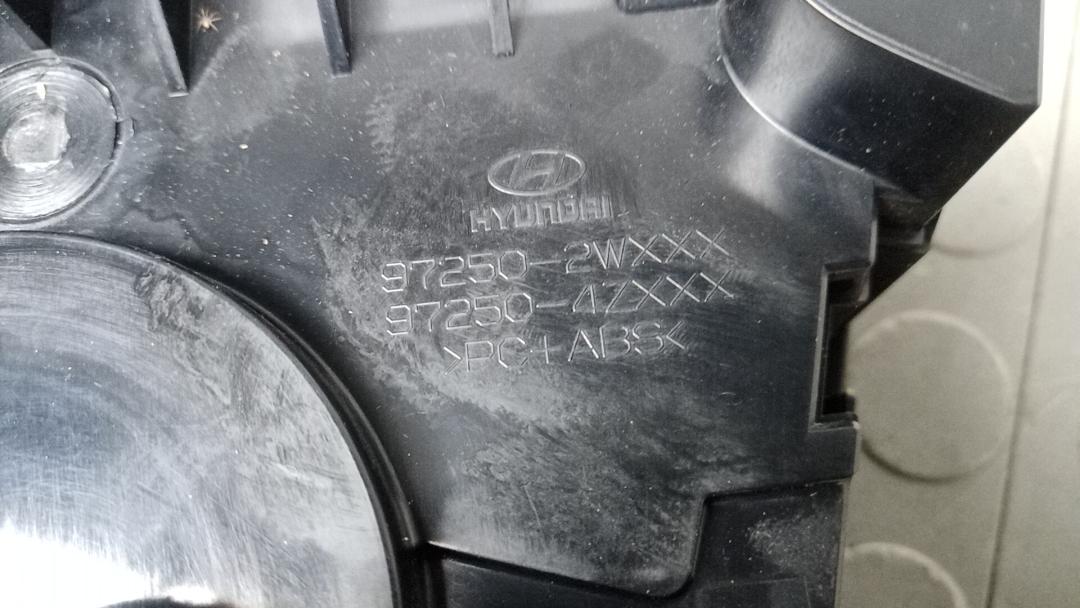 HYUNDAI
97250-2WXXX
97250-4ZXXX
>PC+ABS<